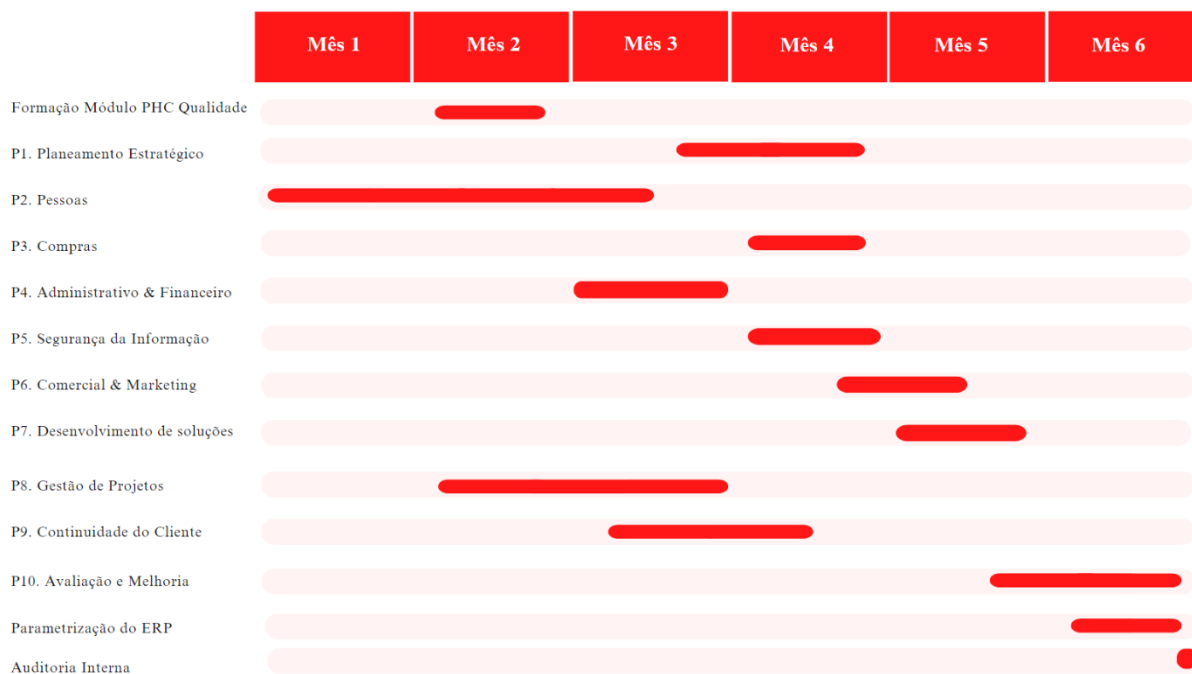 Mês 1
Mês 2
Mês 3
Mês 4
Mês 5
Mês 6
Formação Módulo PHC Qualidade
P1. Planeamento Estratégico
P2. Pessoas
P3. Compras
P4. Administrativo & Financeiro
P5. Segurança da Informação
P6. Comercial & Marketing
P7. Desenvolvimento de soluções
P8. Gestão de Projetos
P9. Continuidade do Cliente
P10. Avaliação e Melhoria
Parametrização do ERP
Auditoria Interna